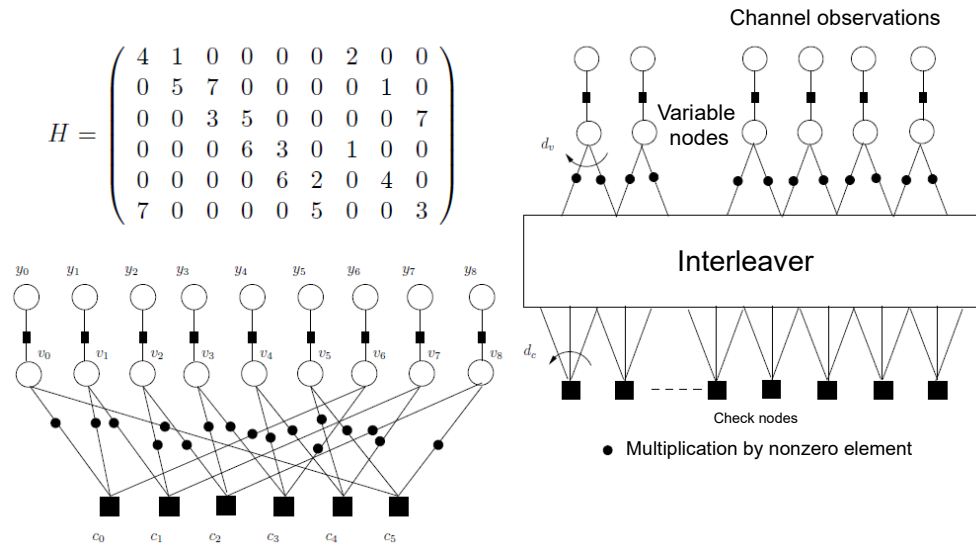 H =
4 1 0 0 0 0 2 0 0
0 5 7 0 0 0 0 1 0
0 0 3 5 0 0 0 0 7
0 0 0 6 3 0 1 0 0
0 0 0 0 6 2 0 4 0
7 0 0 0 0 5 0 0 3
y₀ y₁ y₂ y₃ y₄ y₅ y₆ y₇ y₈
v₀ v₁ v₂ v₃ v₄ v₅ v₆ v₇ v₈
c₀ c₁ c₂ c₃ c₄ c₅
Channel observations
Variable
nodes
dᵥ
Interleaver
d_c
Check nodes
Multiplication by nonzero element